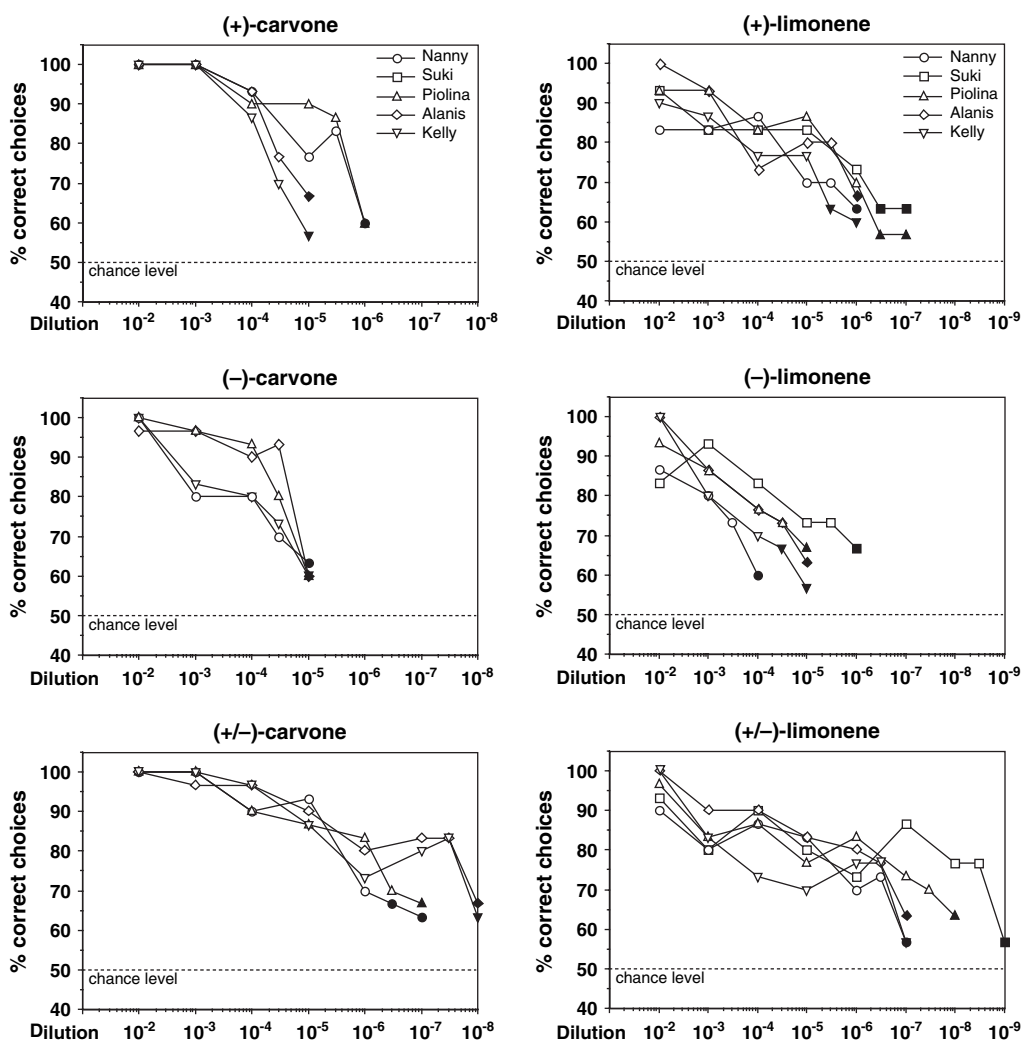 (+)-carvone
% correct choices
100
90
80
70
60
50
40
chance level
Nanny
Suki
Piolina
Alanis
Kelly
Dilution 10-2 10-3 10-4 10-5 10-6 10-7 10-8
(+)-limonene
% correct choices
100
90
80
70
60
50
40
chance level
Nanny
Suki
Piolina
Alanis
Kelly
Dilution 10-2 10-3 10-4 10-5 10-6 10-7 10-8 10-9
(–)-carvone
% correct choices
100
90
80
70
60
50
40
chance level
Dilution 10-2 10-3 10-4 10-5 10-6 10-7 10-8
(–)-limonene
% correct choices
100
90
80
70
60
50
40
chance level
Dilution 10-2 10-3 10-4 10-5 10-6 10-7 10-8 10-9
(+/–)-carvone
% correct choices
100
90
80
70
60
50
40
chance level
Dilution 10-2 10-3 10-4 10-5 10-6 10-7 10-8
(+/–)-limonene
% correct choices
100
90
80
70
60
50
40
chance level
Dilution 10-2 10-3 10-4 10-5 10-6 10-7 10-8 10-9